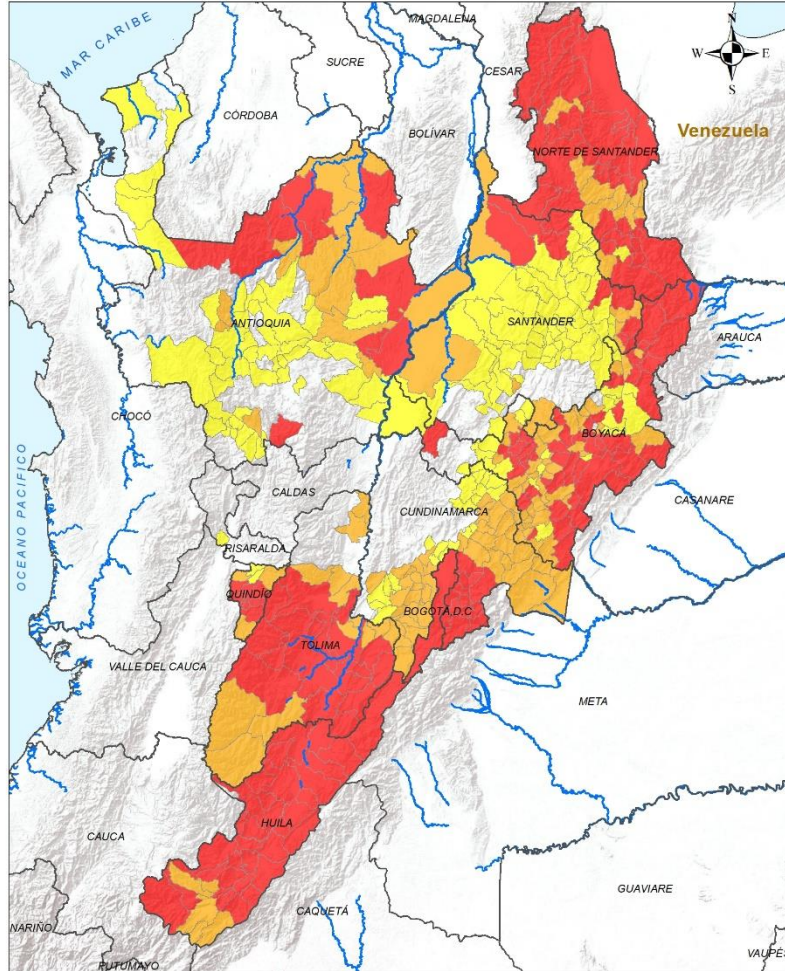 MAGDALENA
N
MAR CARIBE
SUCRE
CESAR
W E
S
CÓRDOBA
BOLÍVAR
Venezuela
NORTE DE SANTANDER
ANTIOQUIA
SANTANDER
ARAUCA
CHOCÓ
BOYACÁ
OCEANO PACIFICO
CALDAS
CUNDINAMARCA
CASANARE
RISARALDA
QUINDÍO
BOGOTÁ, D.C
TOLIMA
VALLE DEL CAUCA
META
HUILA
CAUCA
GUAVIARE
CAQUETÁ
NARIÑO
PUTUMAYO
VAUPÉS